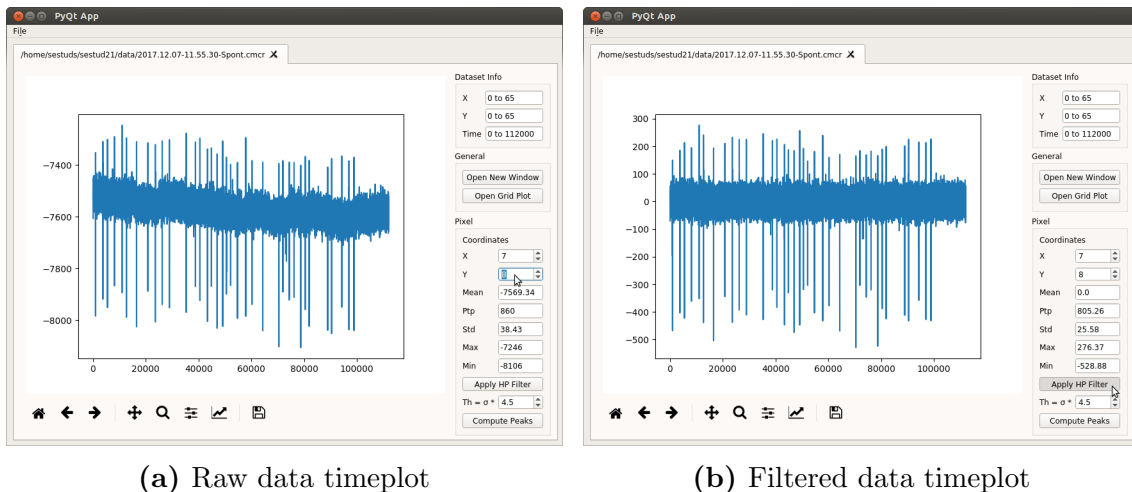 PyQt App
File
/home/sestuds/sestud21/data/2017.12.07-11.55.30-Spont.cmcr
−7400
−7600
−7800
−8000
0 20000 40000 60000 80000 100000
Dataset Info
X 0 to 65
Y 0 to 65
Time 0 to 112000
General
Open New Window
Open Grid Plot
Pixel
Coordinates
X 7
Y 8
Mean -7569.34
Ptp 860
Std 38.43
Max -7246
Min -8106
Apply HP Filter
Th = σ * 4.5
Compute Peaks
(a) Raw data timeplot
PyQt App
File
/home/sestuds/sestud21/data/2017.12.07-11.55.30-Spont.cmcr
300
200
100
0
−100
−200
−300
−400
−500
0 20000 40000 60000 80000 100000
Dataset Info
X 0 to 65
Y 0 to 65
Time 0 to 112000
General
Open New Window
Open Grid Plot
Pixel
Coordinates
X 7
Y 8
Mean 0.0
Ptp 805.26
Std 25.58
Max 276.37
Min -528.88
Apply HP Filter
Th = σ * 4.5
Compute Peaks
(b) Filtered data timeplot